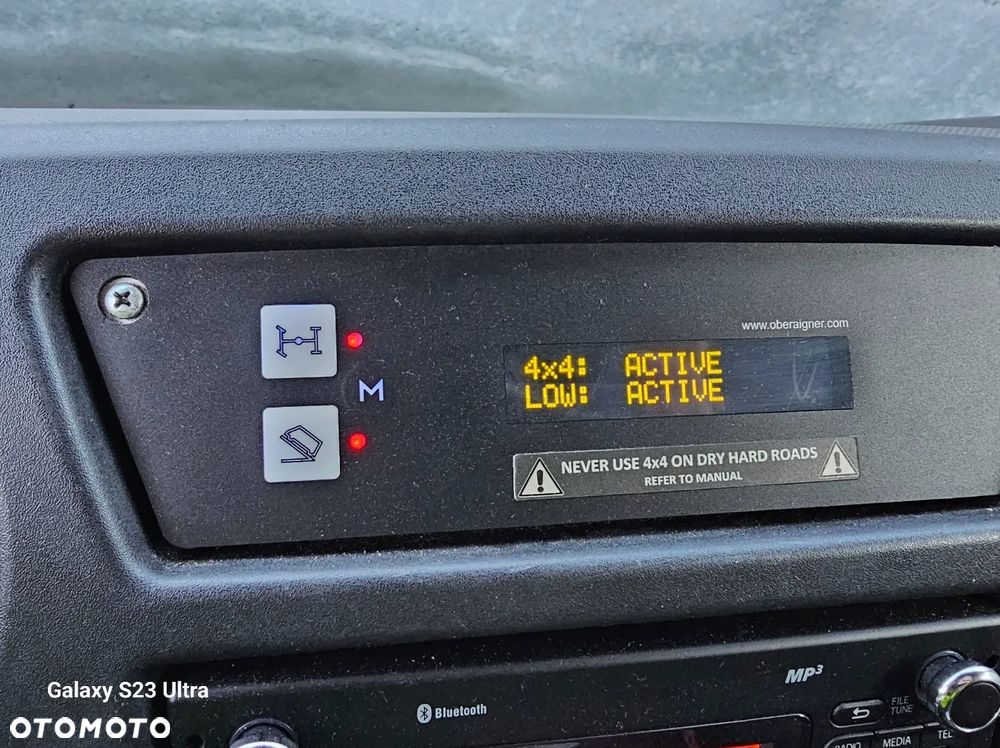 www.oberaigner.com
4x4: ACTIVE
LOW: ACTIVE
M
NEVER USE 4x4 ON DRY HARD ROADS
REFER TO MANUAL
MP3
Bluetooth
FILE
TUNE
RADIO
MEDIA
TEL
Galaxy S23 Ultra
OTOMOTO